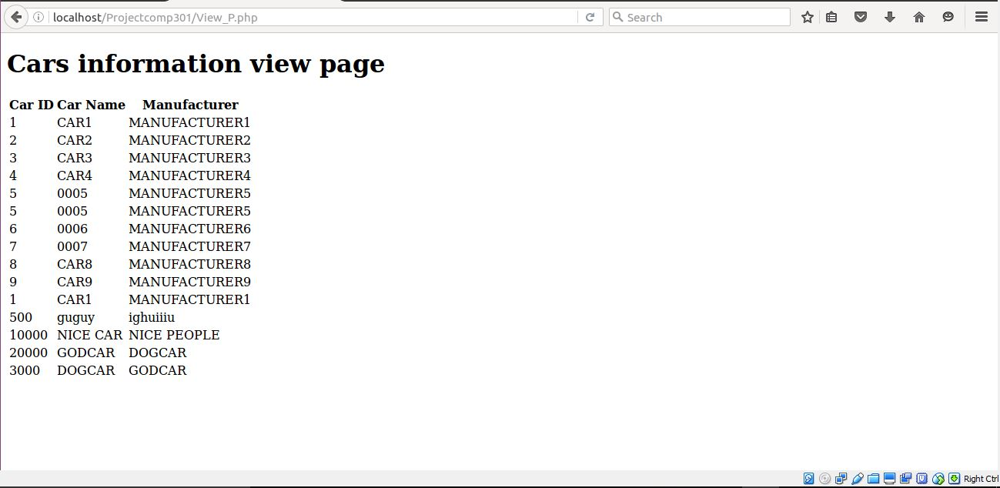 localhost/Projectcomp301/View_P.php
Search
Cars information view page
Car ID Car Name Manufacturer
1 CAR1 MANUFACTURER1
2 CAR2 MANUFACTURER2
3 CAR3 MANUFACTURER3
4 CAR4 MANUFACTURER4
5 0005 MANUFACTURER5
5 0005 MANUFACTURER5
6 0006 MANUFACTURER6
7 0007 MANUFACTURER7
8 CAR8 MANUFACTURER8
9 CAR9 MANUFACTURER9
1 CAR1 MANUFACTURER1
500 guguy ighuiiiu
10000 NICE CAR NICE PEOPLE
20000 GODCAR DOGCAR
3000 DOGCAR GODCAR
Right Ctrl